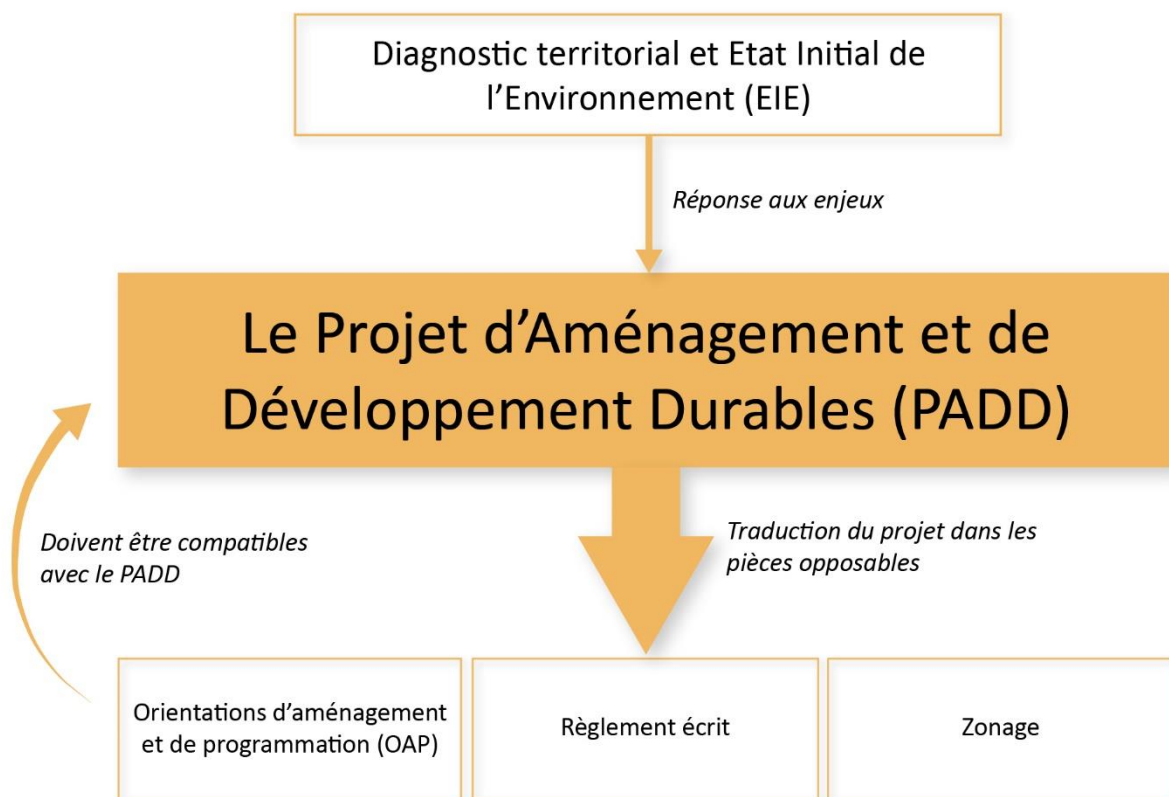 Diagnostic territorial et Etat Initial de
l’Environnement (EIE)
Réponse aux enjeux
Le Projet d’Aménagement et de
Développement Durables (PADD)
Doivent être compatibles
avec le PADD
Traduction du projet dans les
pièces opposables
Orientations d’aménagement
et de programmation (OAP)
Règlement écrit
Zonage